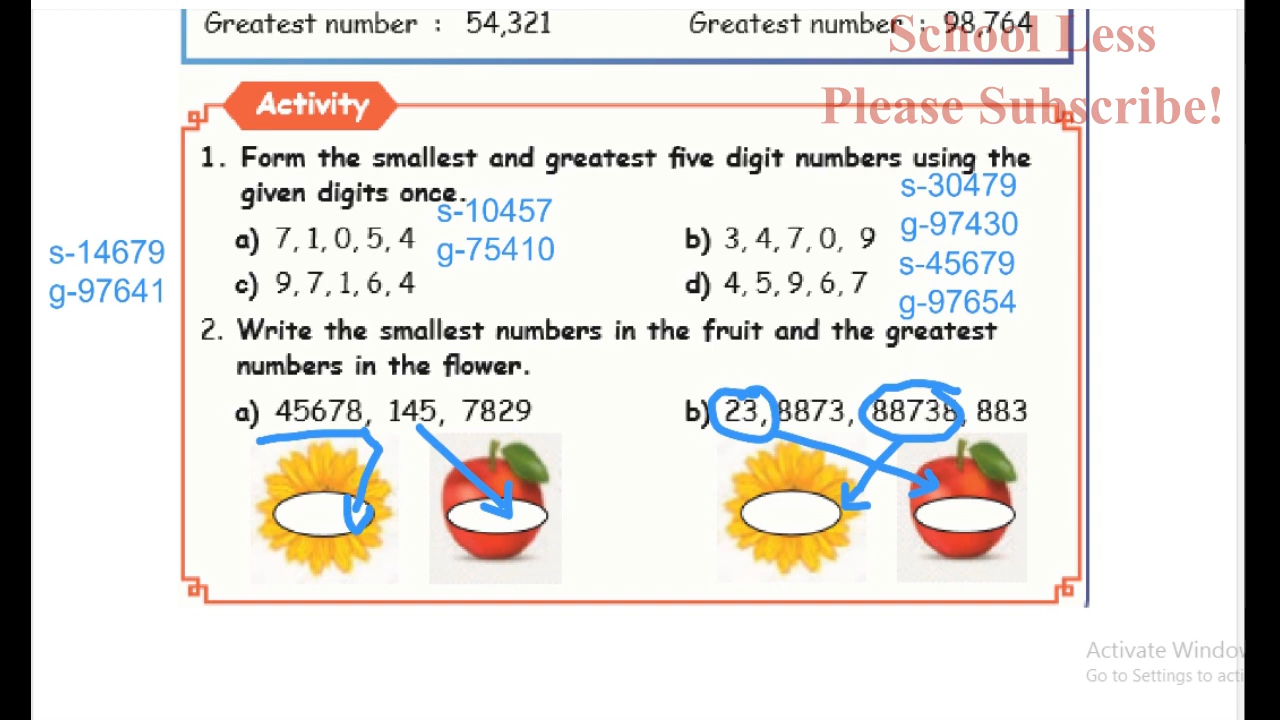 Greatest number : 54,321 Greatest number : 98,764
School Less
Please Subscribe!
Activity
1. Form the smallest and greatest five digit numbers using the
given digits once.
s-10457
s-30479
a) 7, 1, 0, 5, 4
g-75410
b) 3, 4, 7, 0, 9
g-97430
s-14679
g-97641
c) 9, 7, 1, 6, 4
d) 4, 5, 9, 6, 7
s-45679
g-97654
2. Write the smallest numbers in the fruit and the greatest
numbers in the flower.
a) 45678, 145, 7829
b) 23, 8873, 88738, 883
Activate Window
Go to Settings to acti